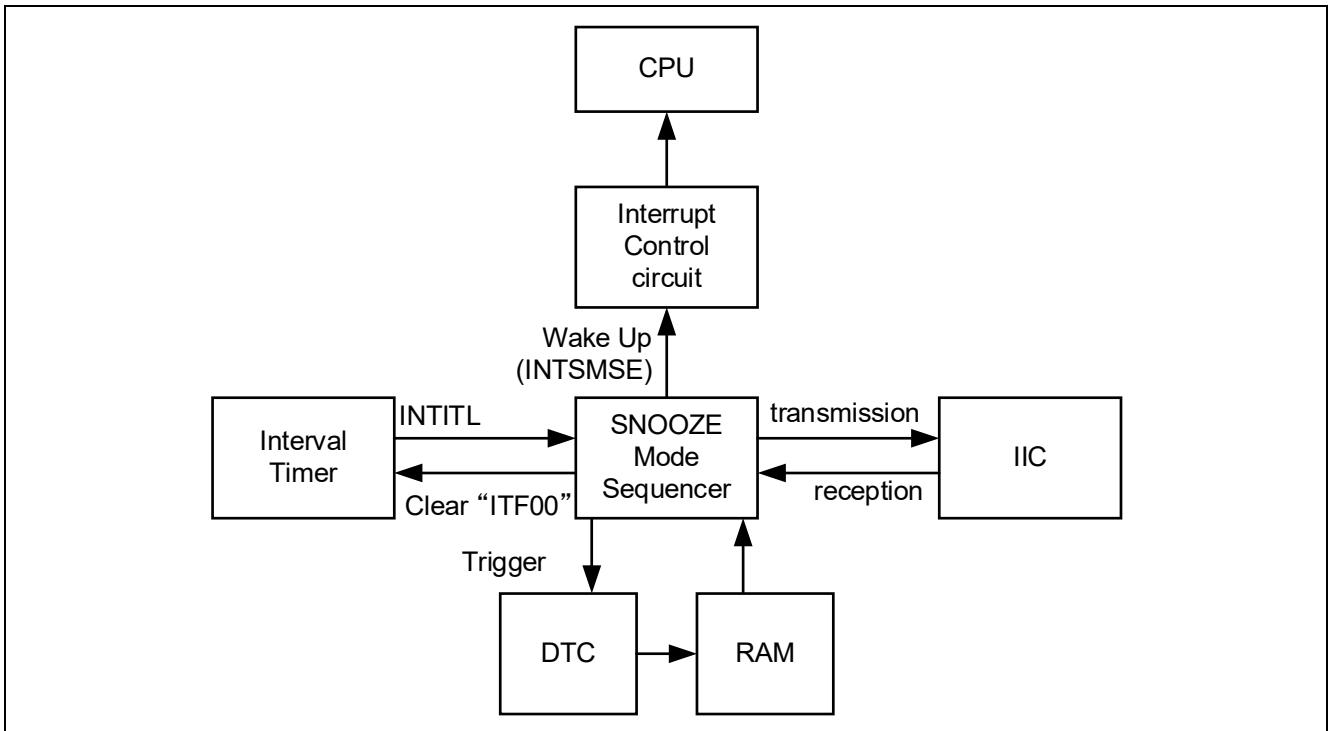 CPU
Interrupt
Control
circuit
Wake Up
(INTSMSE)
INTITL
Interval
Timer
Clear “ITF00”
SNOOZE
Mode
Sequencer
transmission
reception
IIC
Trigger
DTC
RAM